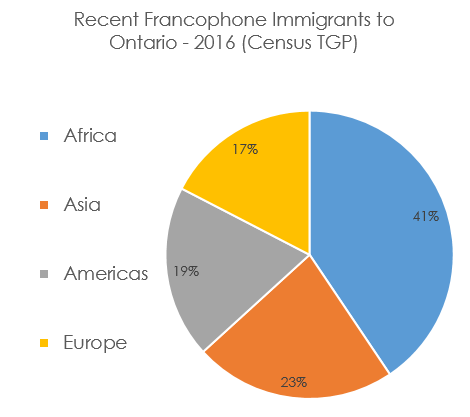 Recent Francophone Immigrants to
Ontario - 2016 (Census TGP)
Africa
Asia
Americas
Europe
17%
41%
19%
23%